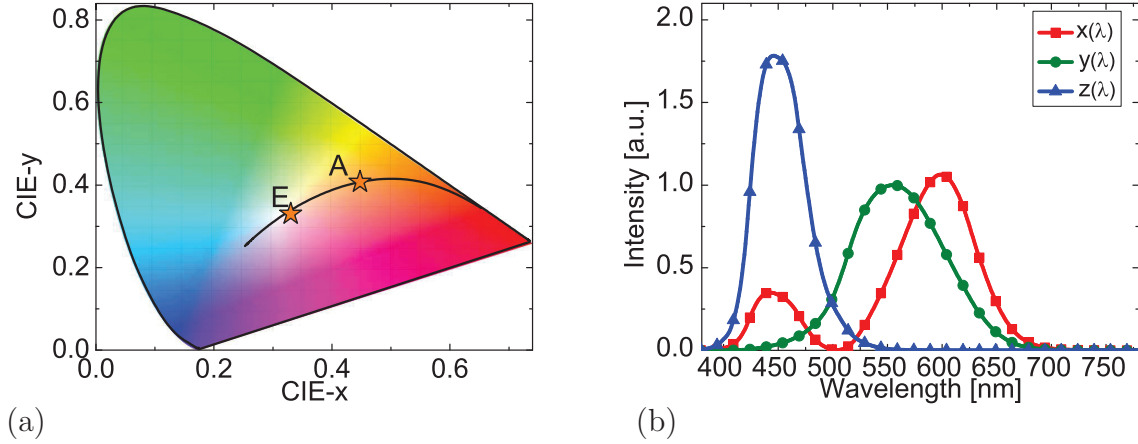 0.8
0.6
0.4
0.2
0.0
0.0
0.2
0.4
0.6
CIE-y
CIE-x
E
A
(a)
2.0
1.5
1.0
0.5
0.0
400
450
500
550
600
650
700
750
Intensity [a.u.]
Wavelength [nm]
x(λ)
y(λ)
z(λ)
(b)